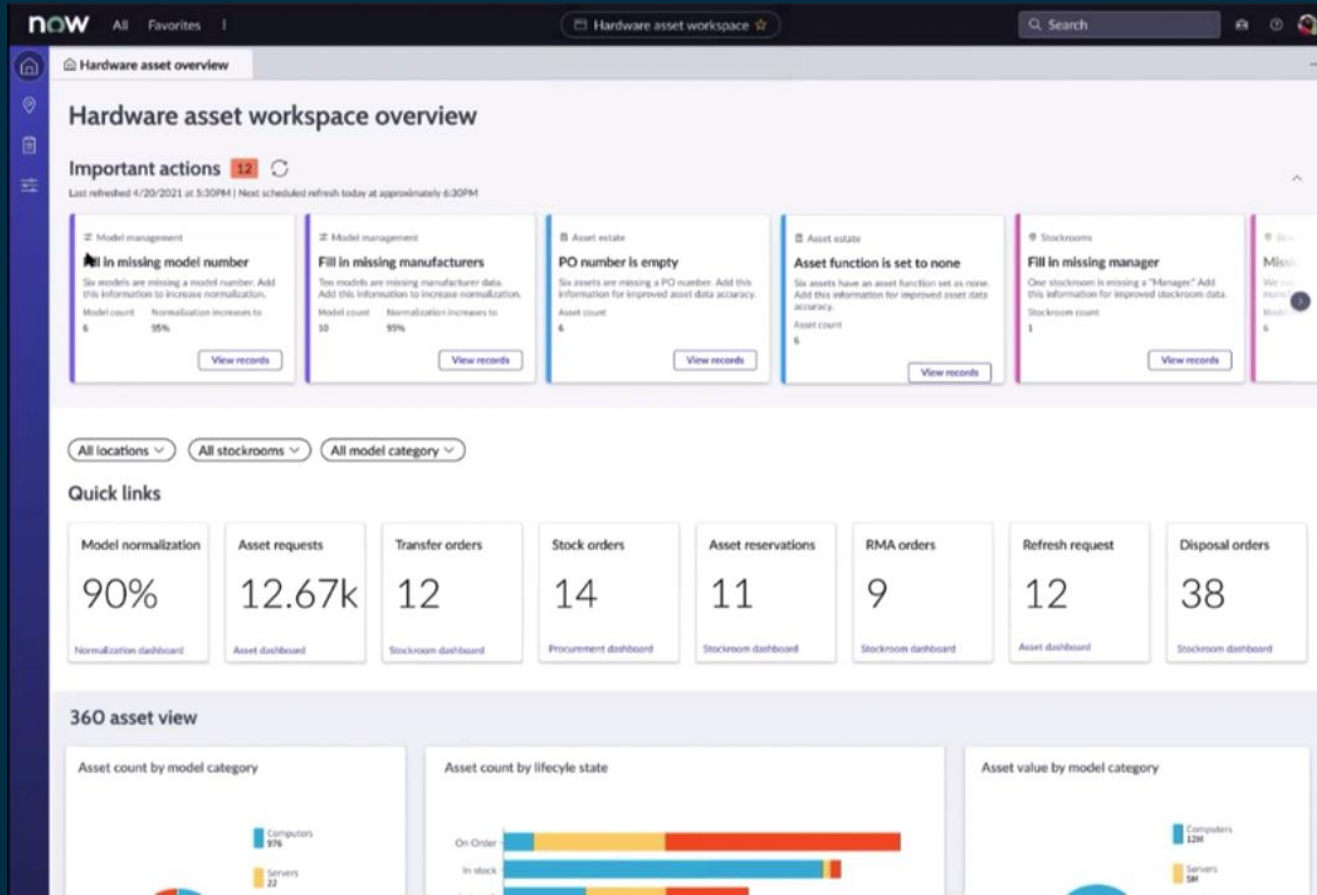 now All Favorites Hardware asset workspace Search
Hardware asset overview
Hardware asset workspace overview
Important actions 12
Last refreshed 4/20/2021 at 5:30PM | Next scheduled refresh today at approximately 6:30PM
Model management
ll in missing model number
Six models are missing a model number. Add
this information to increase normalization.
Model count Normalization increases to
6 95%
View records
Model management
Fill in missing manufacturers
Ten models are missing manufacturer data.
Add this information to increase normalization.
Model count Normalization increases to
10 95%
View records
Asset estate
PO number is empty
Six assets are missing a PO number. Add this
information for improved asset data accuracy.
Asset count
6
View records
Asset estate
Asset function is set to none
Six assets have an asset function set as none.
Add this information for improved asset data
accuracy.
Asset count
6
View records
Stockrooms
Fill in missing manager
One stockroom is missing a "Manager." Add
this information for improved stockroom data.
Stockroom count
1
View records
6
All locations All stockrooms All model category
Quick links
Model normalization
90%
Normalization dashboard
Asset requests
12.67k
Asset dashboard
Transfer orders
12
Stockroom dashboard
Stock orders
14
Procurement dashboard
Asset reservations
11
Stockroom dashboard
RMA orders
9
Stockroom dashboard
Refresh request
12
Asset dashboard
Disposal orders
38
Stockroom dashboard
360 asset view
Asset count by model category
Computers
976
Servers
22
Asset count by lifecyle state
On Order
In stock
Asset value by model category
Computers
12M
Servers
5M